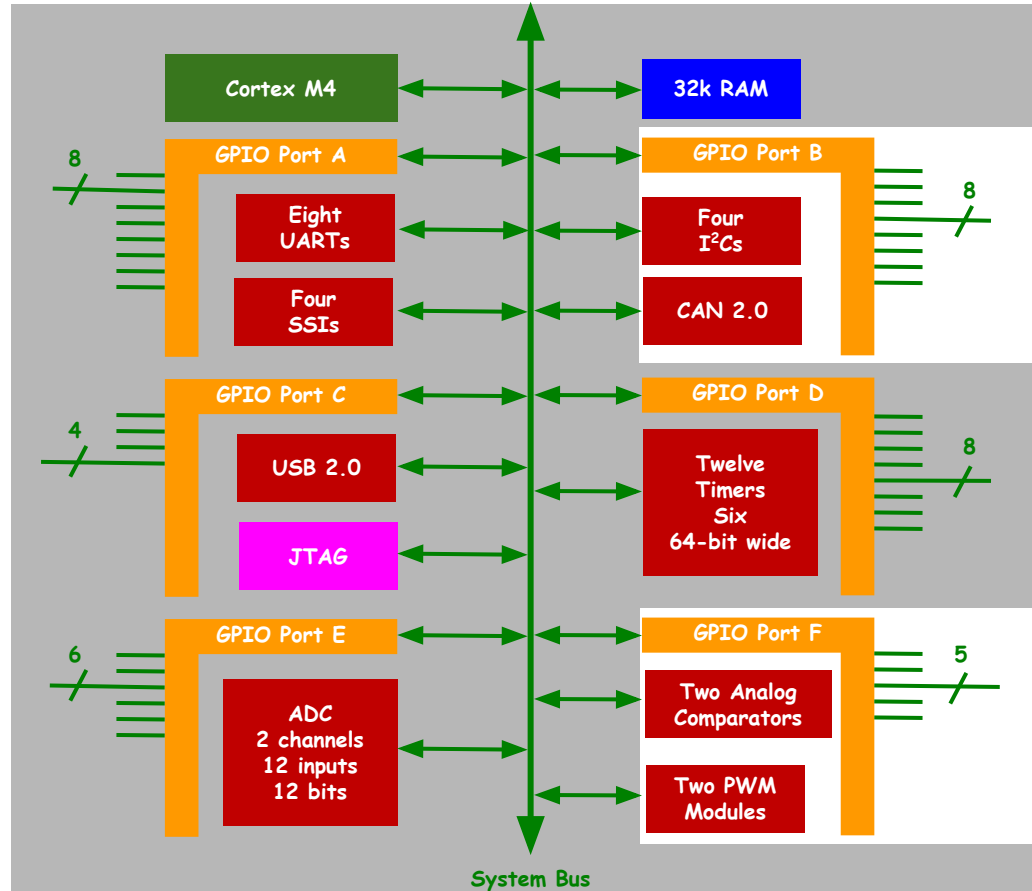 Cortex M4
32k RAM
GPIO Port A
8
Eight
UARTs
Four
SSIs
GPIO Port B
8
Four
I²Cs
CAN 2.0
GPIO Port C
4
USB 2.0
JTAG
GPIO Port D
8
Twelve
Timers
Six
64-bit wide
GPIO Port E
6
ADC
2 channels
12 inputs
12 bits
GPIO Port F
5
Two Analog
Comparators
Two PWM
Modules
System Bus